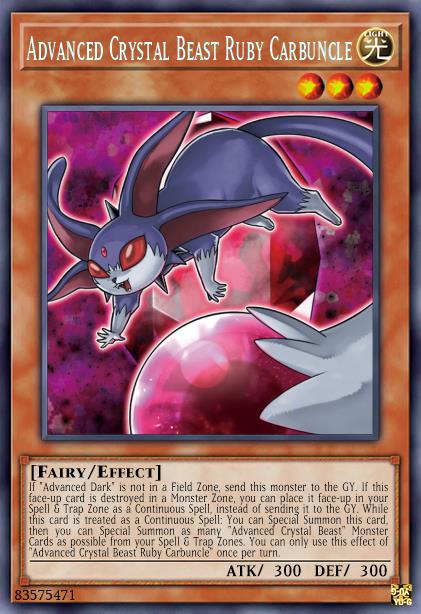 Advanced Crystal Beast Ruby Carbuncle
LIGHT
光
[Fairy/Effect]
If "Advanced Dark" is not in a Field Zone, send this monster to the GY. If this
face-up card is destroyed in a Monster Zone, you can place it face-up in your
Spell & Trap Zone as a Continuous Spell, instead of sending it to the GY. While
this card is treated as a Continuous Spell: You can Special Summon this card,
then you can Special Summon as many "Advanced Crystal Beast" Monster
Cards as possible from your Spell & Trap Zones. You can only use this effect of
"Advanced Crystal Beast Ruby Carbuncle" once per turn.
ATK/ 300 DEF/ 300
83575471